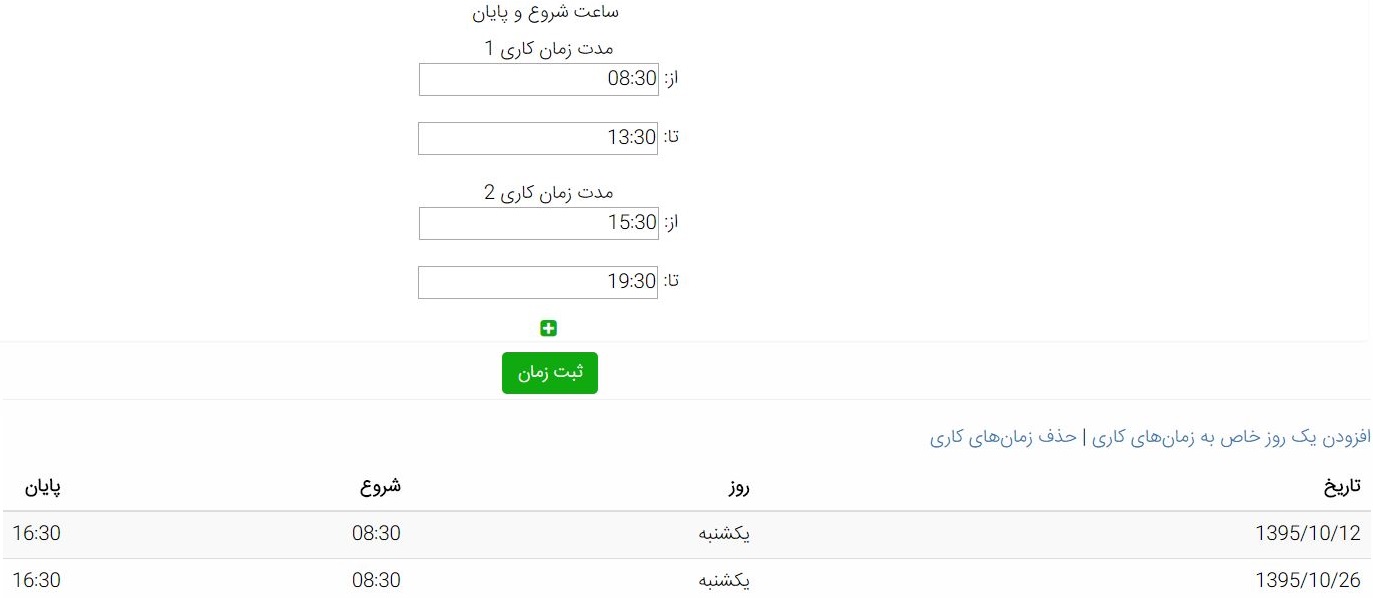 ساعت شروع و پایان
مدت زمان کاری 1
از: 08:30
تا: 13:30
مدت زمان کاری 2
از: 15:30
تا: 19:30
ثبت زمان
افزودن یک روز خاص به زمان‌های کاری | حذف زمان‌های کاری
تاریخ روز شروع پایان
1395/10/12 یکشنبه 08:30 16:30
1395/10/26 یکشنبه 08:30 16:30